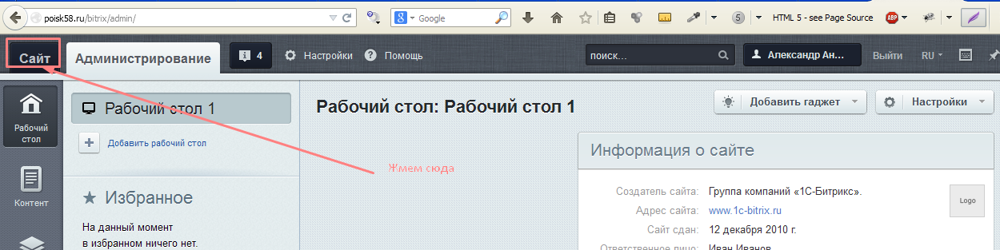 poisk58.ru/bitrix/admin/
Google
5
HTML 5 - see Page Source
ABP
Сайт
Администрирование
4
Настройки
Помощь
поиск...
Александр Ан...
Выйти
RU
Рабочий стол
Рабочий стол 1
Добавить рабочий стол
Рабочий стол: Рабочий стол 1
Добавить гаджет
Настройки
Жмем сюда
Контент
Избранное
На данный момент
в избранном ничего нет.
Информация о сайте
Создатель сайта: Группа компаний «1С-Битрикс».
Logo
Адрес сайта: www.1c-bitrix.ru
Сайт сдан: 12 декабря 2010 г.
Ответственное лицо: Иван Иванов